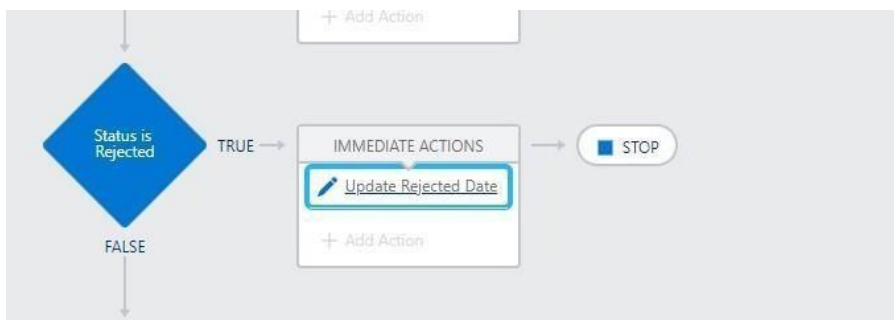 + Add Action
Status is
Rejected
TRUE
IMMEDIATE ACTIONS
STOP
Update Rejected Date
+ Add Action
FALSE